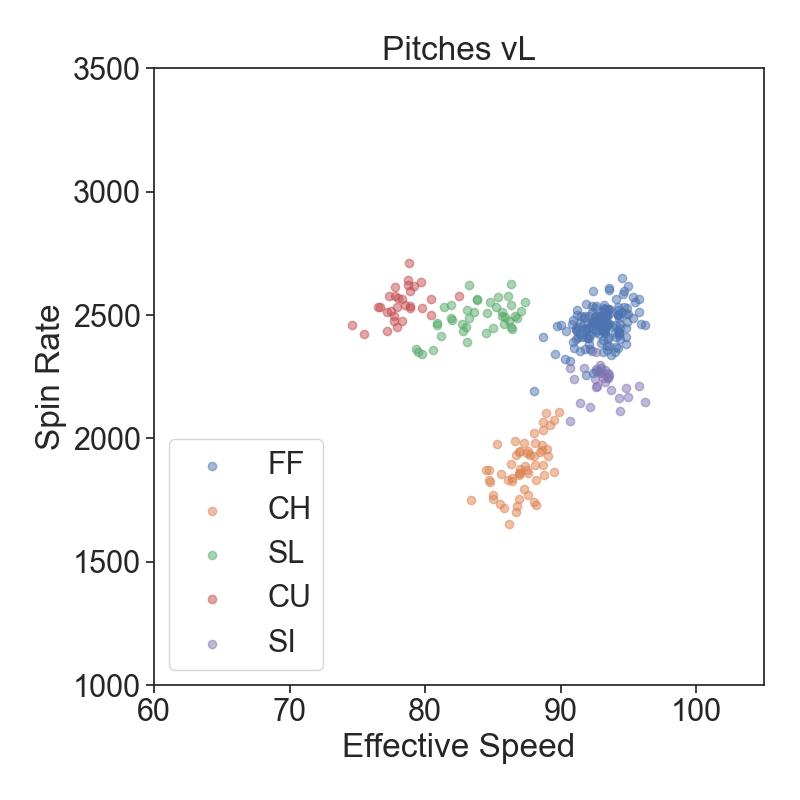 Pitches vL
3500
3000
2500
2000
1500
1000
Spin Rate
FF
CH
SL
CU
SI
60 70 80 90 100
Effective Speed